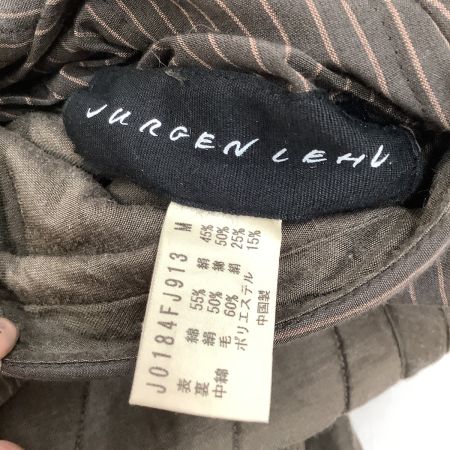 JURGEN LEHL
J0184FJ913 M
表 綿 55% 絹 45%
裏 絹 50% 綿 50%
中綿 毛 60% 絹 25%
ポリエステル 15%
中国製